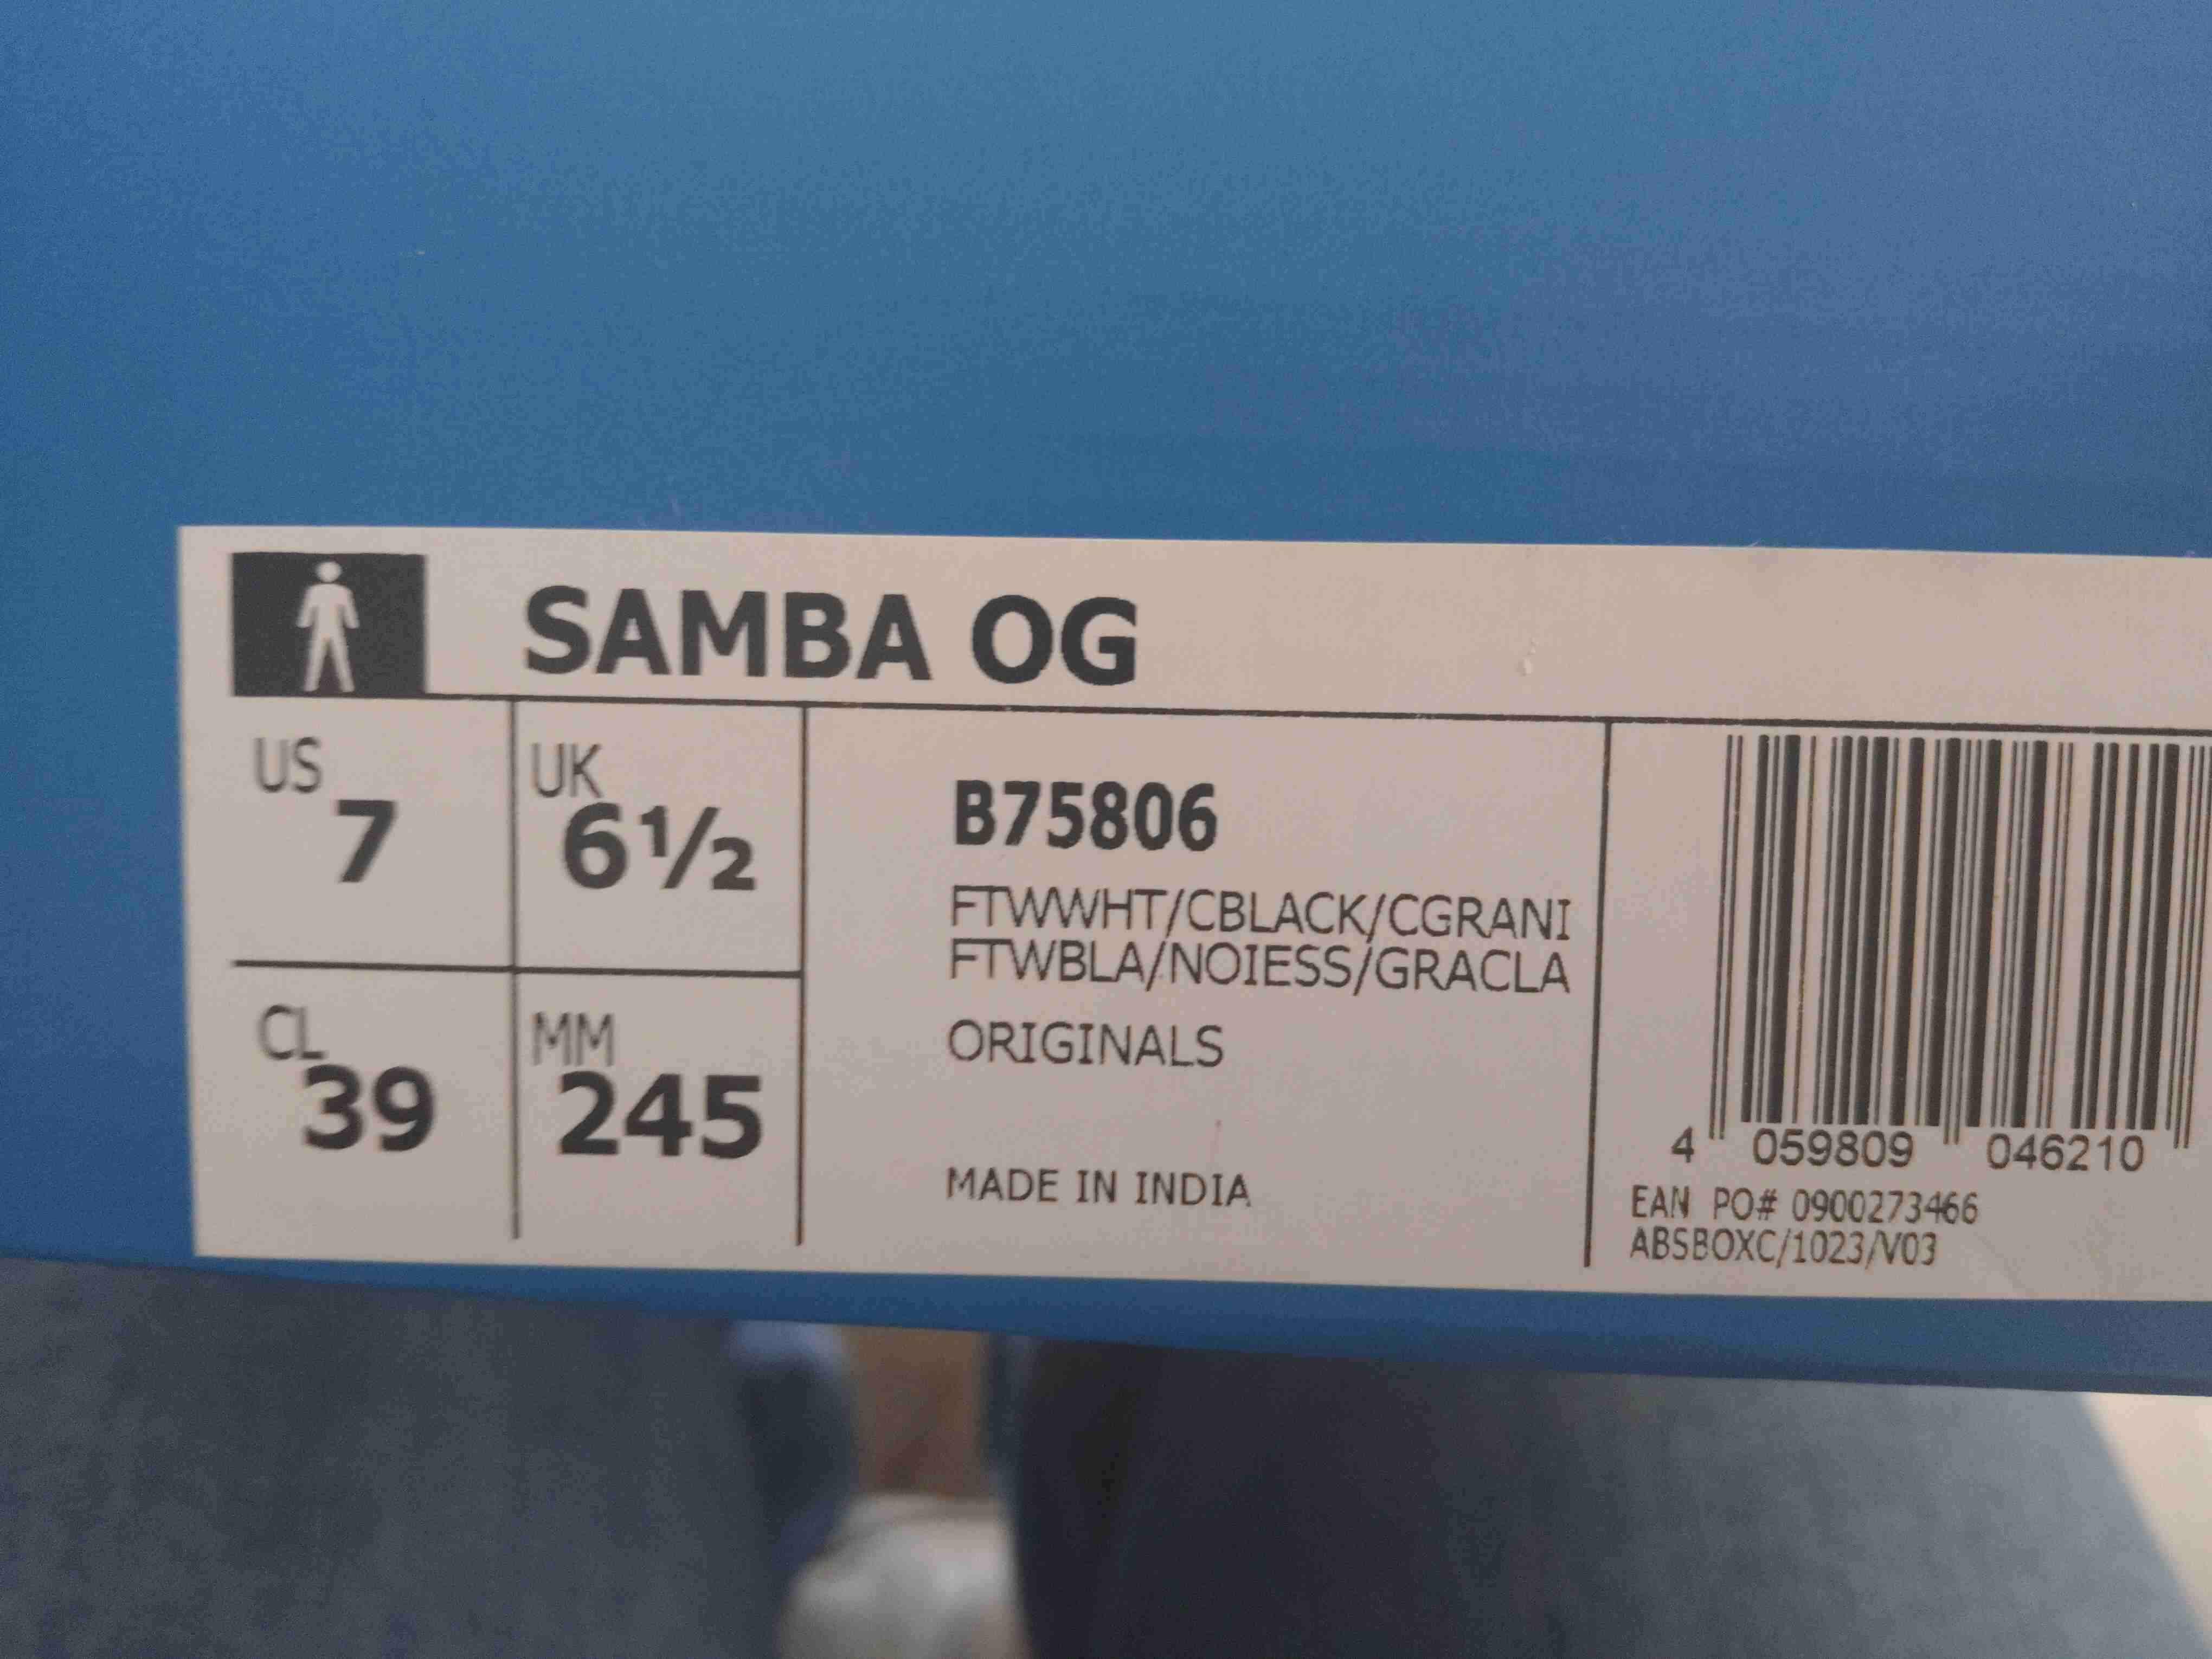 SAMBA OG
US
7
UK
6½
CL
39
MM
245
B75806
FTWWHT/CBLACK/CGRANI
FTWBLA/NOIESS/GRACLA
ORIGINALS
MADE IN INDIA
4 059809 046210
EAN PO# 0900273466
ABSBOXC/1023/V03